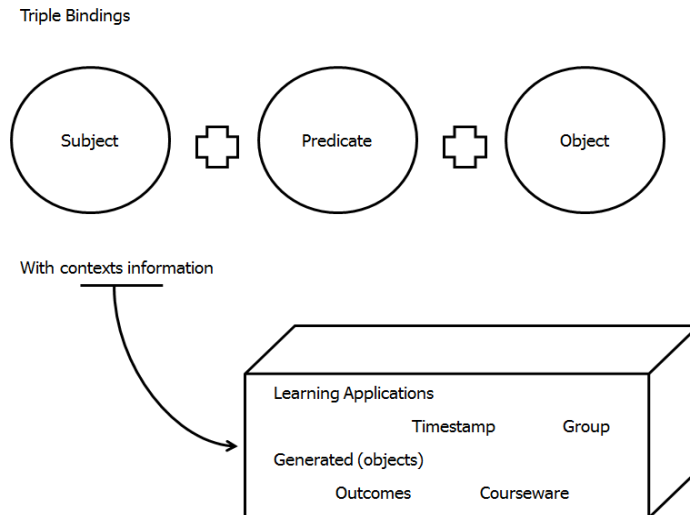 Triple Bindings
Subject Predicate Object
With contexts information
Learning Applications
Timestamp Group
Generated (objects)
Outcomes Courseware